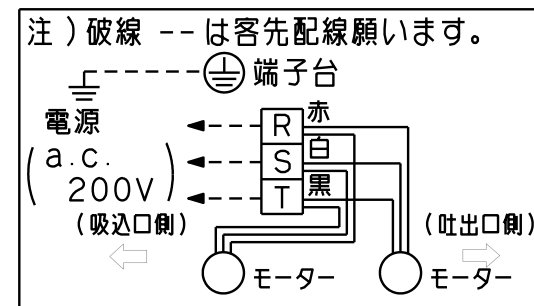 注)破線 -- は客先配線願います。
端子台
電源
(a.c.
200V)
R 赤
S 白
T 黒
(吸込口側)
(吐出口側)
モーター
モーター